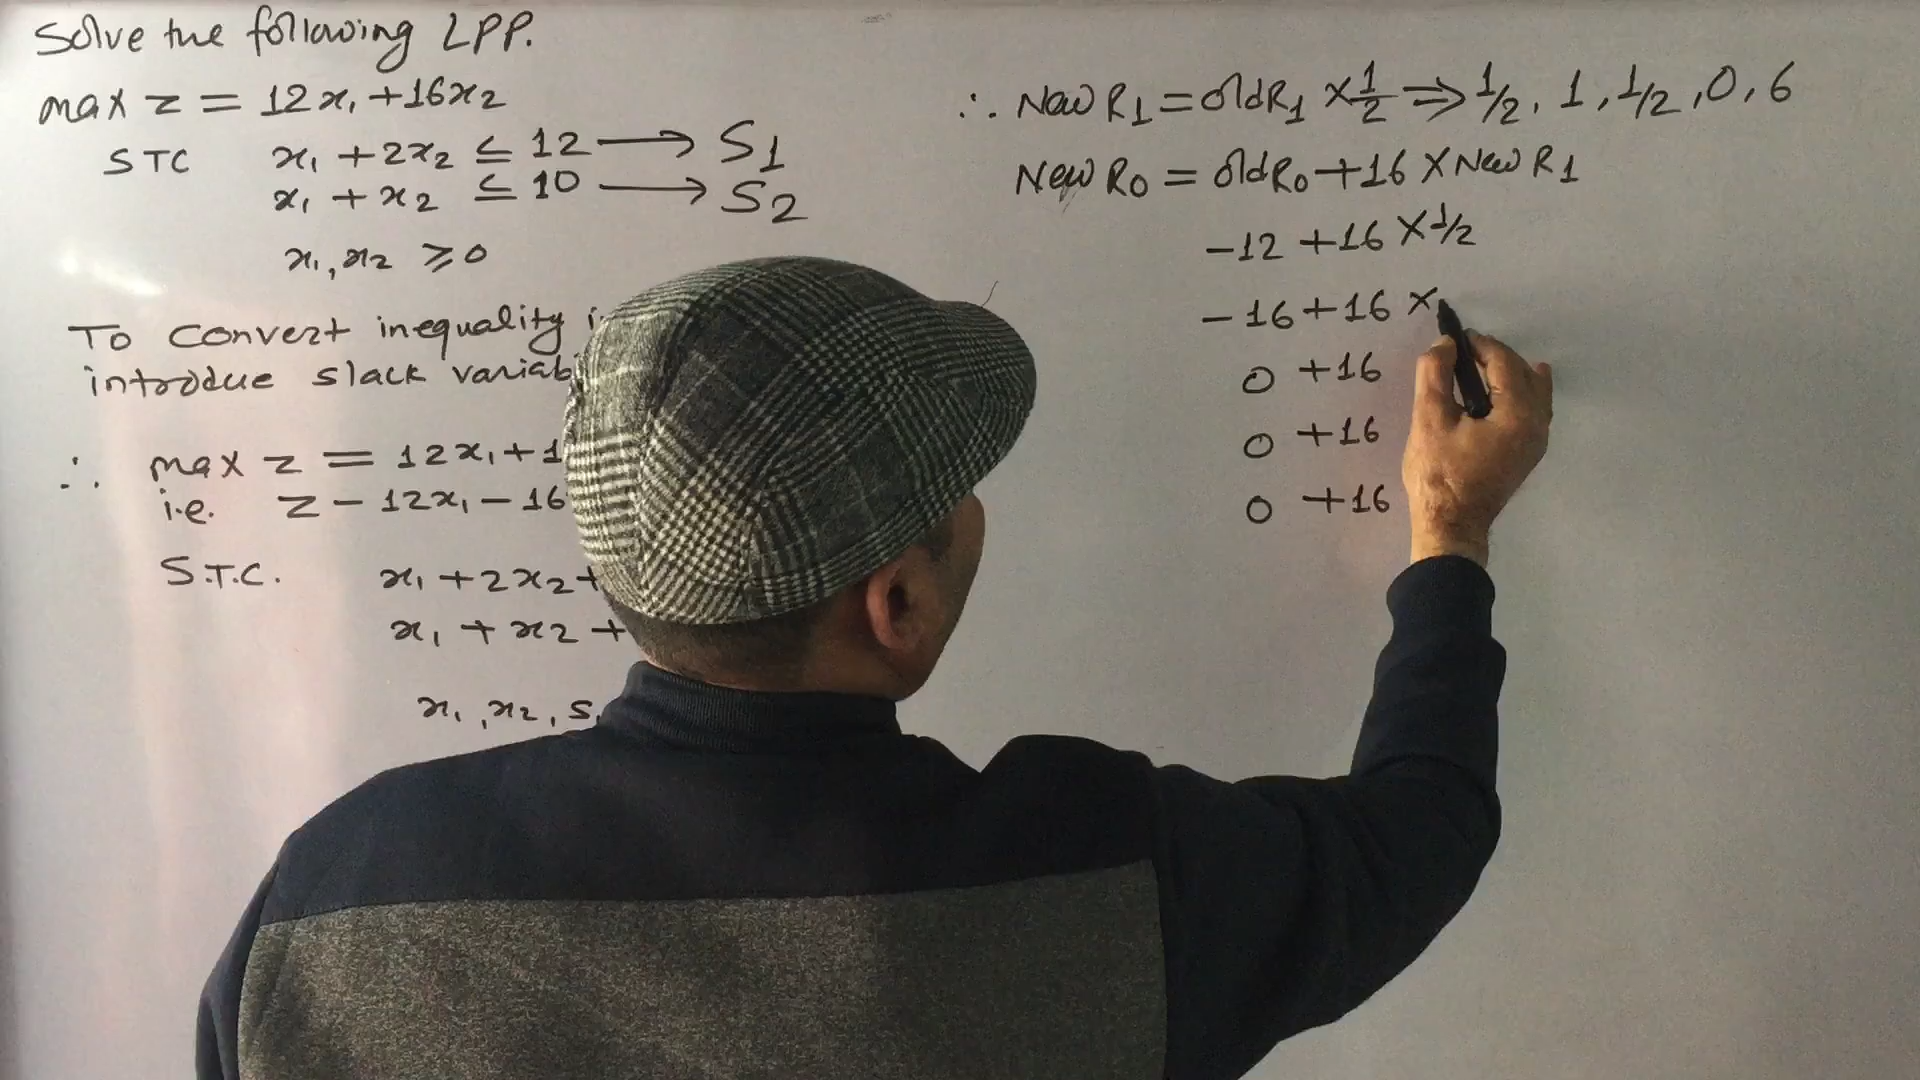 Solve the following LPP.
max z = 12x₁ + 16x₂
STC x₁ + 2x₂ ≤ 12 ⟶ S1
x₁ + x₂ ≤ 10 ⟶ S2
x₁, x₂ ≥ 0
To convert inequality
introdue slack
∴ max z = 12x₁ + 1
i.e. z - 12x₁ - 16
S.T.C. x₁ + 2x₂ +
x₁ + x₂ +
x₁, x₂, s₁
∴ New R1 = old R1 × 1/2 ⇒ 1/2, 1, 1/2, 0, 6
New R0 = old R0 + 16 × New R1
-12 + 16 × 1/2
-16 + 16 ×
0 + 16
0 + 16
0 + 16